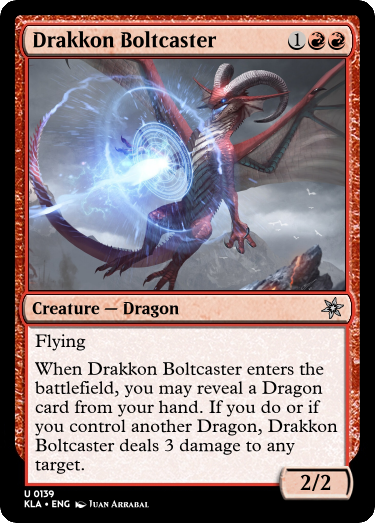 Drakkon Boltcaster 1
Creature — Dragon
Flying
When Drakkon Boltcaster enters the
battlefield, you may reveal a Dragon
card from your hand. If you do or if
you control another Dragon, Drakkon
Boltcaster deals 3 damage to any
target.
2/2
U 0139
KLA • ENG Juan Arrabal